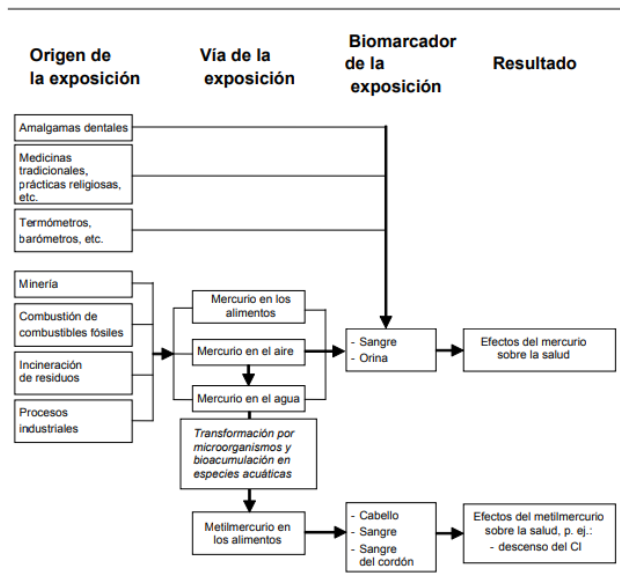 Origen de
la exposición
Vía de la
exposición
Biomarcador
de la
exposición
Resultado
Amalgamas dentales
Medicinas
tradicionales,
prácticas religiosas,
etc.
Termómetros,
barómetros, etc.
Minería
Combustión de
combustibles fósiles
Incineración
de residuos
Procesos
industriales
Mercurio en los
alimentos
Mercurio en el aire
Mercurio en el agua
Transformación por
microorganismos y
bioacumulación en
especies acuáticas
Metilmercurio en
los alimentos
- Sangre
- Orina
Efectos del mercurio
sobre la salud
- Cabello
- Sangre
- Sangre
del cordón
Efectos del metilmercurio
sobre la salud, p. ej.:
- descenso del CI